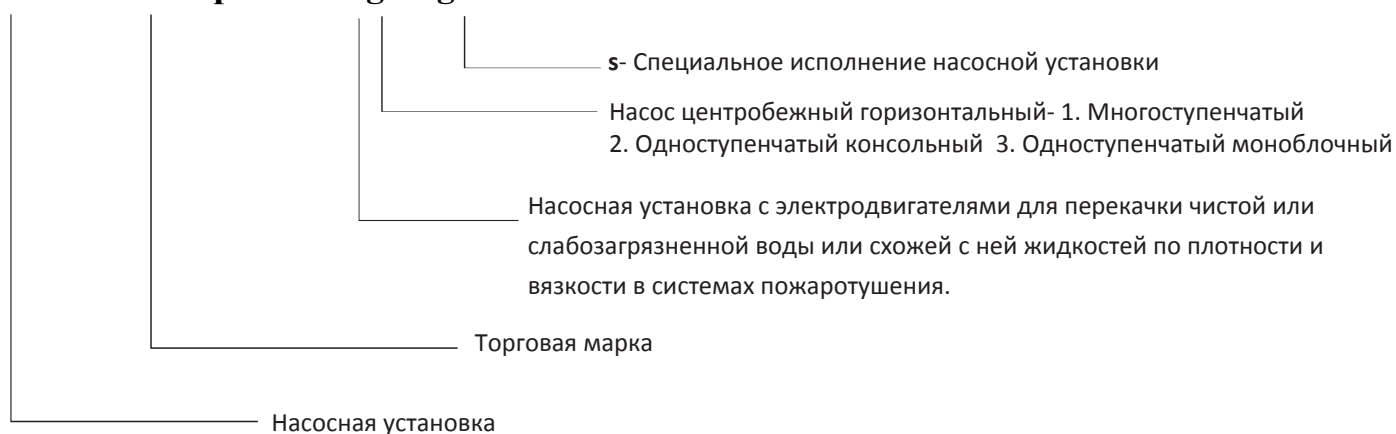 s- Специальное исполнение насосной установки
Насос центробежный горизонтальный- 1. Многоступенчатый
2. Одноступенчатый консольный 3. Одноступенчатый моноблочный
Насосная установка с электродвигателями для перекачки чистой или
слабозагрязненной воды или схожей с ней жидкостей по плотности и
вязкости в системах пожаротушения.
Торговая марка
Насосная установка